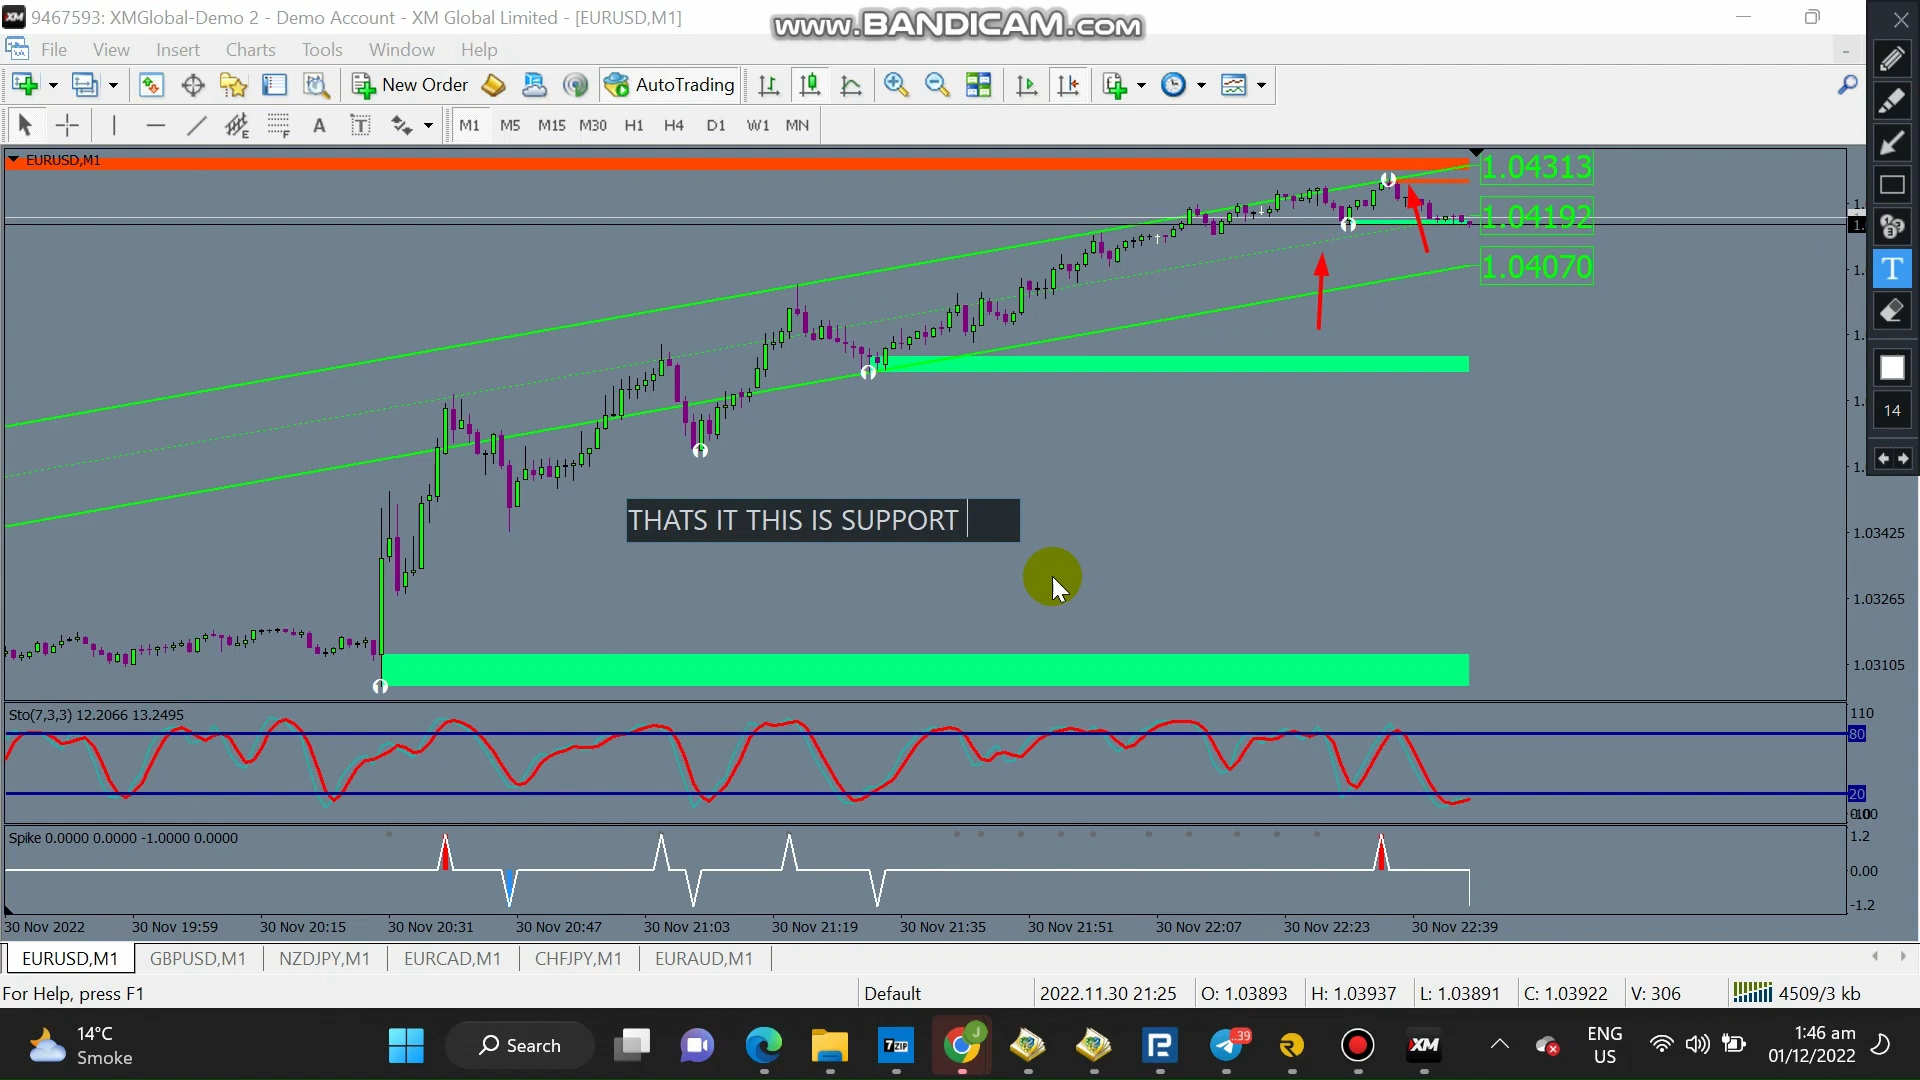 9467593: XMGlobal-Demo 2 - Demo Account - XM Global Limited - [EURUSD,M1]
www.BANDICAM.com
File View Insert Charts Tools Window Help
New Order AutoTrading
M1 M5 M15 M30 H1 H4 D1 W1 MN
EURUSD,M1
1.04313
1.04192
1.04070
14
THATS IT THIS IS SUPPORT
1.03425
1.03265
1.03105
Sto(7,3,3) 12.2066 13.2495
110
80
20
Spike 0.0000 0.0000 -1.0000 0.0000
1.2
0.00
-1.2
30 Nov 2022 30 Nov 19:59 30 Nov 20:15 30 Nov 20:31 30 Nov 20:47 30 Nov 21:03 30 Nov 21:19 30 Nov 21:35 30 Nov 21:51 30 Nov 22:07 30 Nov 22:23 30 Nov 22:39
EURUSD,M1 GBPUSD,M1 NZDJPY,M1 EURCAD,M1 CHFJPY,M1 EURAUD,M1
For Help, press F1 Default 2022.11.30 21:25 O: 1.03893 H: 1.03937 L: 1.03891 C: 1.03922 V: 306 4509/3 kb
14°C
Smoke
Search
ENG
US
1:46 am
01/12/2022